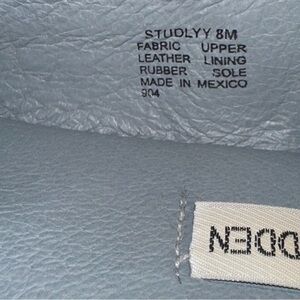 STUDLYY 8M
FABRIC UPPER
LEATHER LINING
RUBBER SOLE
MADE IN MEXICO
904
DDEN